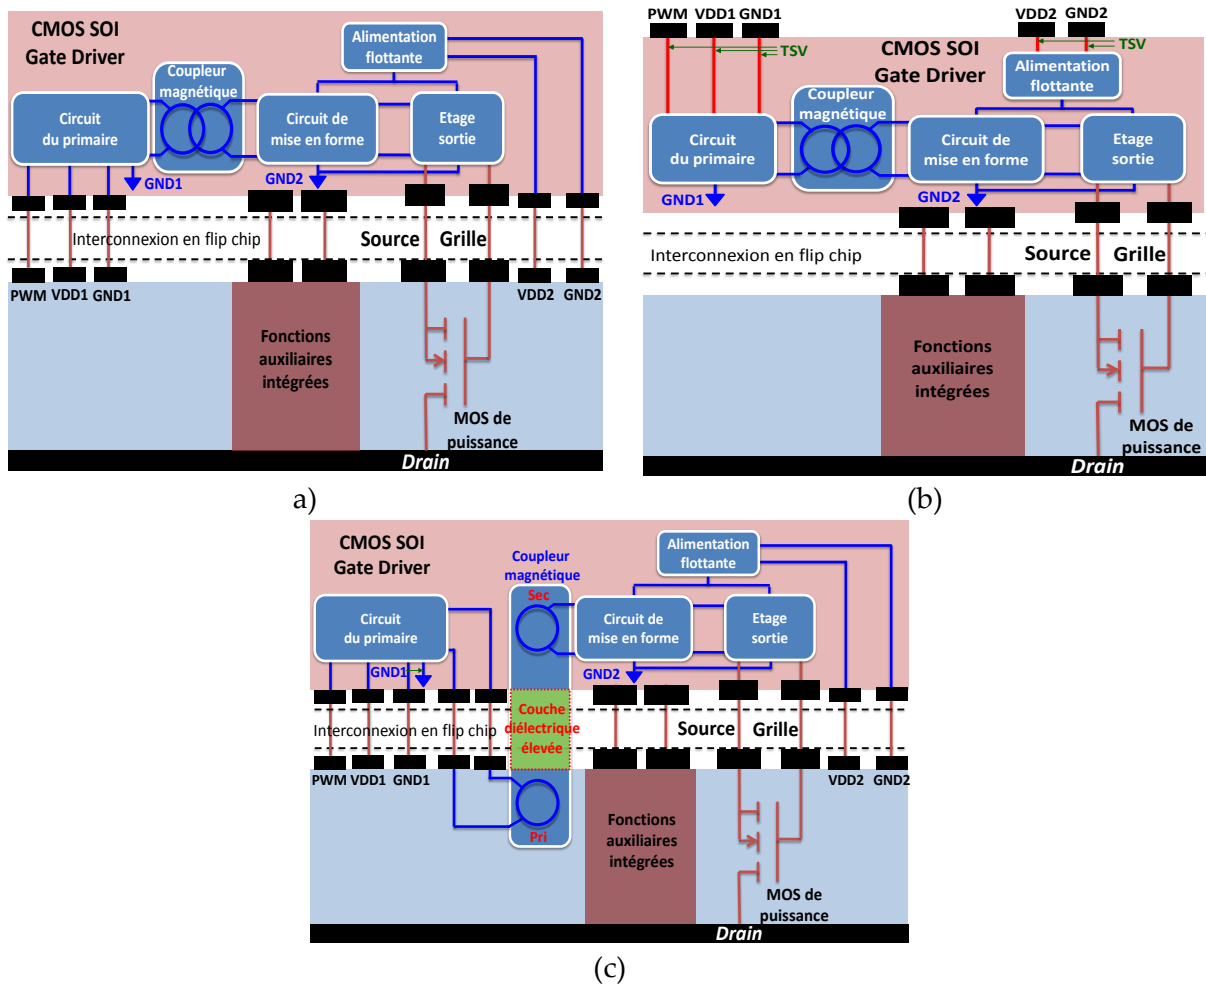 CMOS SOI
Gate Driver
Coupleur
magnétique
Alimentation
flottante
Circuit
du primaire
Circuit de
mise en forme
Etage
sortie
GND1
GND2
Interconnexion en flip chip
Source
Grille
PWM
VDD1
GND1
VDD2
GND2
Fonctions
auxiliaires
intégrées
MOS de
puissance
Drain
a)
PWM
VDD1
GND1
VDD2
GND2
TSV
TSV
CMOS SOI
Gate Driver
Alimentation
flottante
Coupleur
magnétique
Circuit
du primaire
Circuit de
mise en forme
Etage
sortie
GND1
GND2
Interconnexion en flip chip
Source
Grille
Fonctions
auxiliaires
intégrées
MOS de
puissance
Drain
(b)
CMOS SOI
Gate Driver
Coupleur
magnétique
Sec
Alimentation
flottante
Circuit
du primaire
Circuit de
mise en forme
Etage
sortie
GND1
GND2
Interconnexion en flip chip
Couche
diélectrique
élevée
Source
Grille
PWM
VDD1
GND1
VDD2
GND2
Pri
Fonctions
auxiliaires
intégrées
MOS de
puissance
Drain
(c)